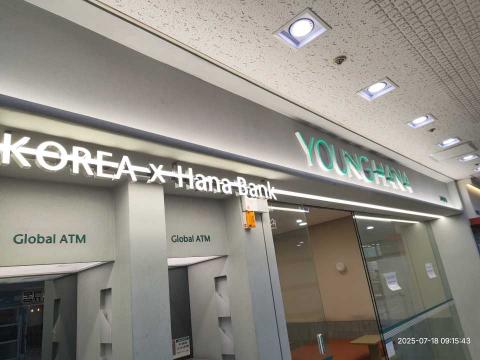 KOREA x Hana Bank
YOUNG HANA
Global ATM
Global ATM
2025-07-18 09:15:43